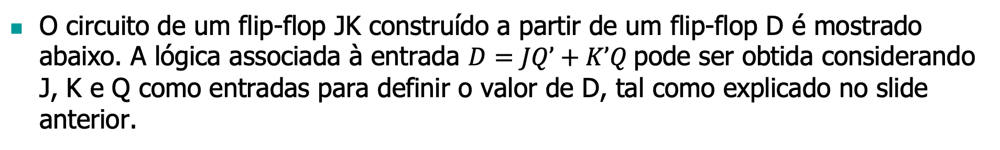 ▪ O circuito de um flip-flop JK construído a partir de um flip-flop D é mostrado
abaixo. A lógica associada à entrada D = JQ’ + K’Q pode ser obtida considerando
J, K e Q como entradas para definir o valor de D, tal como explicado no slide
anterior.